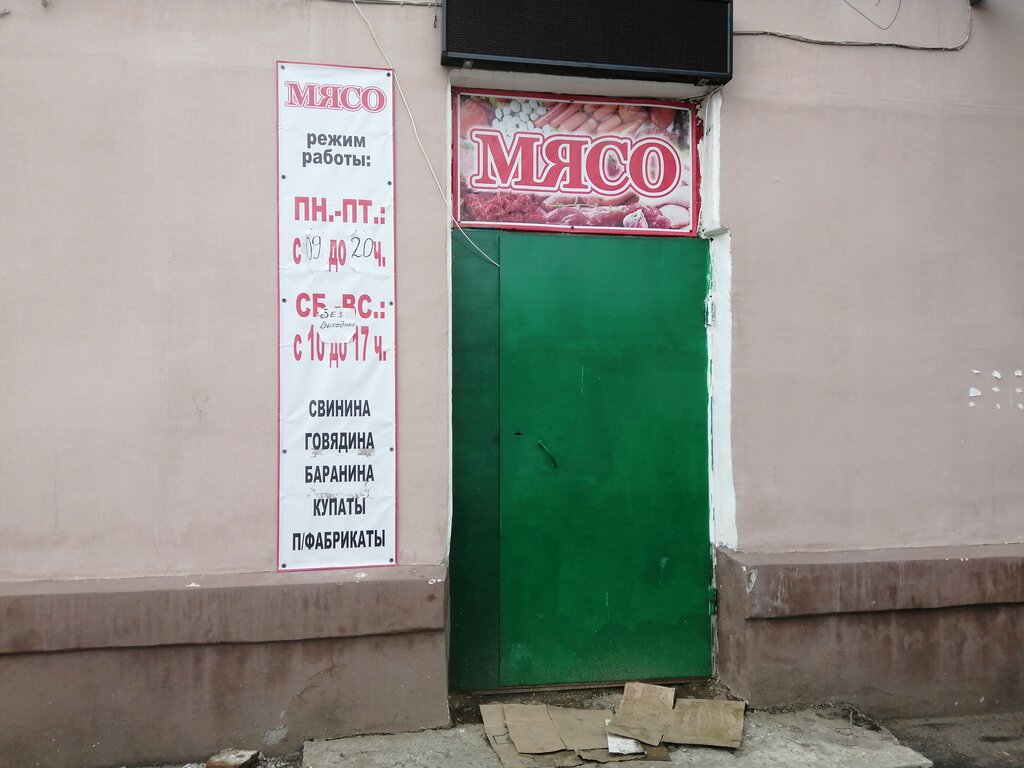 МЯСО
режим
работы:
ПН.-ПТ.:
с 09 до 20 ч.
СБ.-ВС.:
БЕЗ
Выходных
с 10 до 17 ч.
СВИНИНА
ГОВЯДИНА
БАРАНИНА
КУПАТЫ
П/ФАБРИКАТЫ
МЯСО